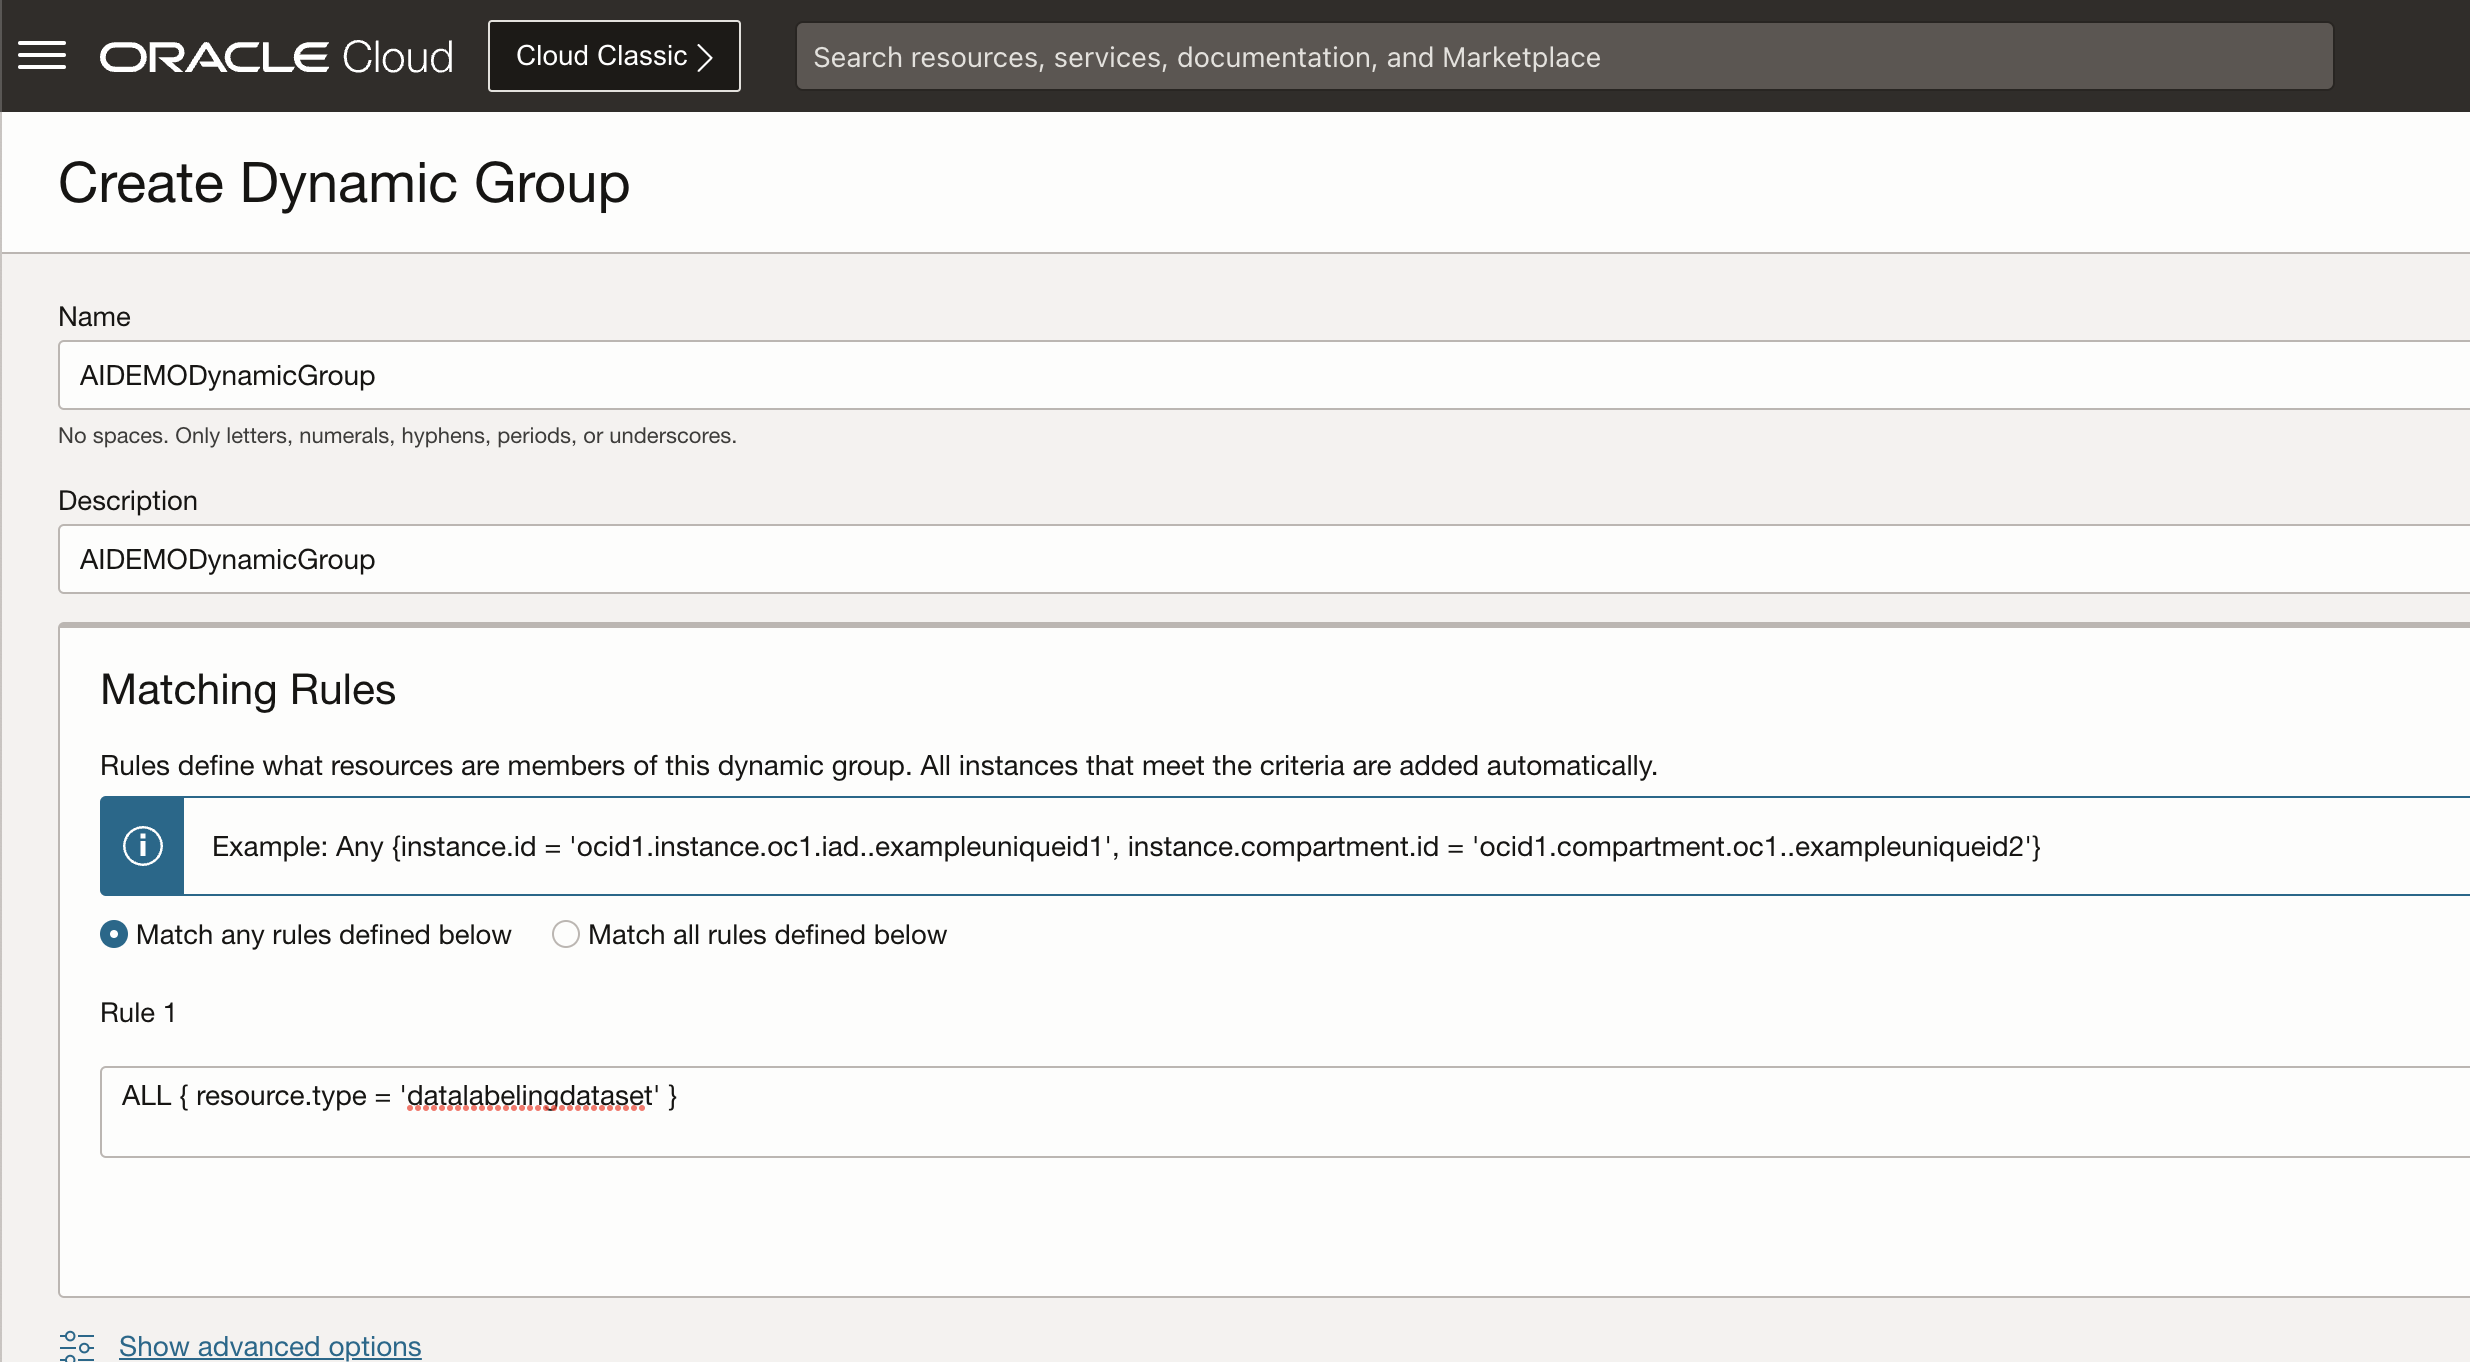 ORACLE Cloud
Cloud Classic
Search resources, services, documentation, and Marketplace
Create Dynamic Group
Name
AIDEMODynamicGroup
No spaces. Only letters, numerals, hyphens, periods, or underscores.
Description
AIDEMODynamicGroup
Matching Rules
Rules define what resources are members of this dynamic group. All instances that meet the criteria are added automatically.
Example: Any {instance.id = 'ocid1.instance.oc1.iad..exampleuniqueid1', instance.compartment.id = 'ocid1.compartment.oc1..exampleuniqueid2'}
Match any rules defined below Match all rules defined below
Rule 1
ALL { resource.type = 'datalabelingdataset' }
Show advanced options